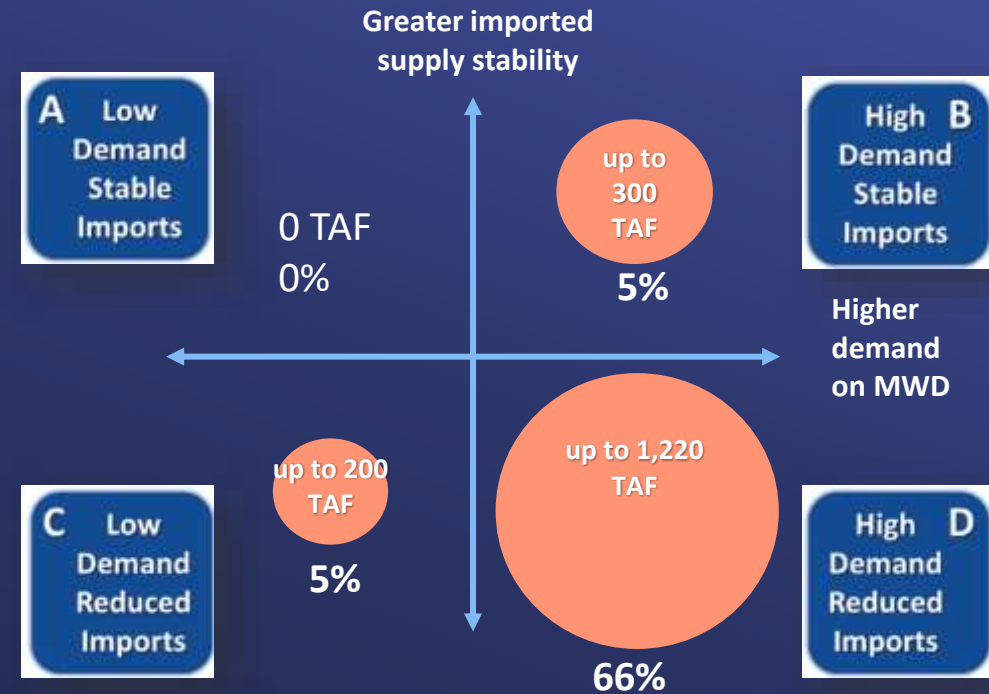 Greater imported
supply stability
A Low
Demand
Stable
Imports
0 TAF
0%
up to
300
TAF
5%
High B
Demand
Stable
Imports
Higher
demand
on MWD
C Low
Demand
Reduced
Imports
up to 200
TAF
5%
up to 1,220
TAF
66%
High D
Demand
Reduced
Imports